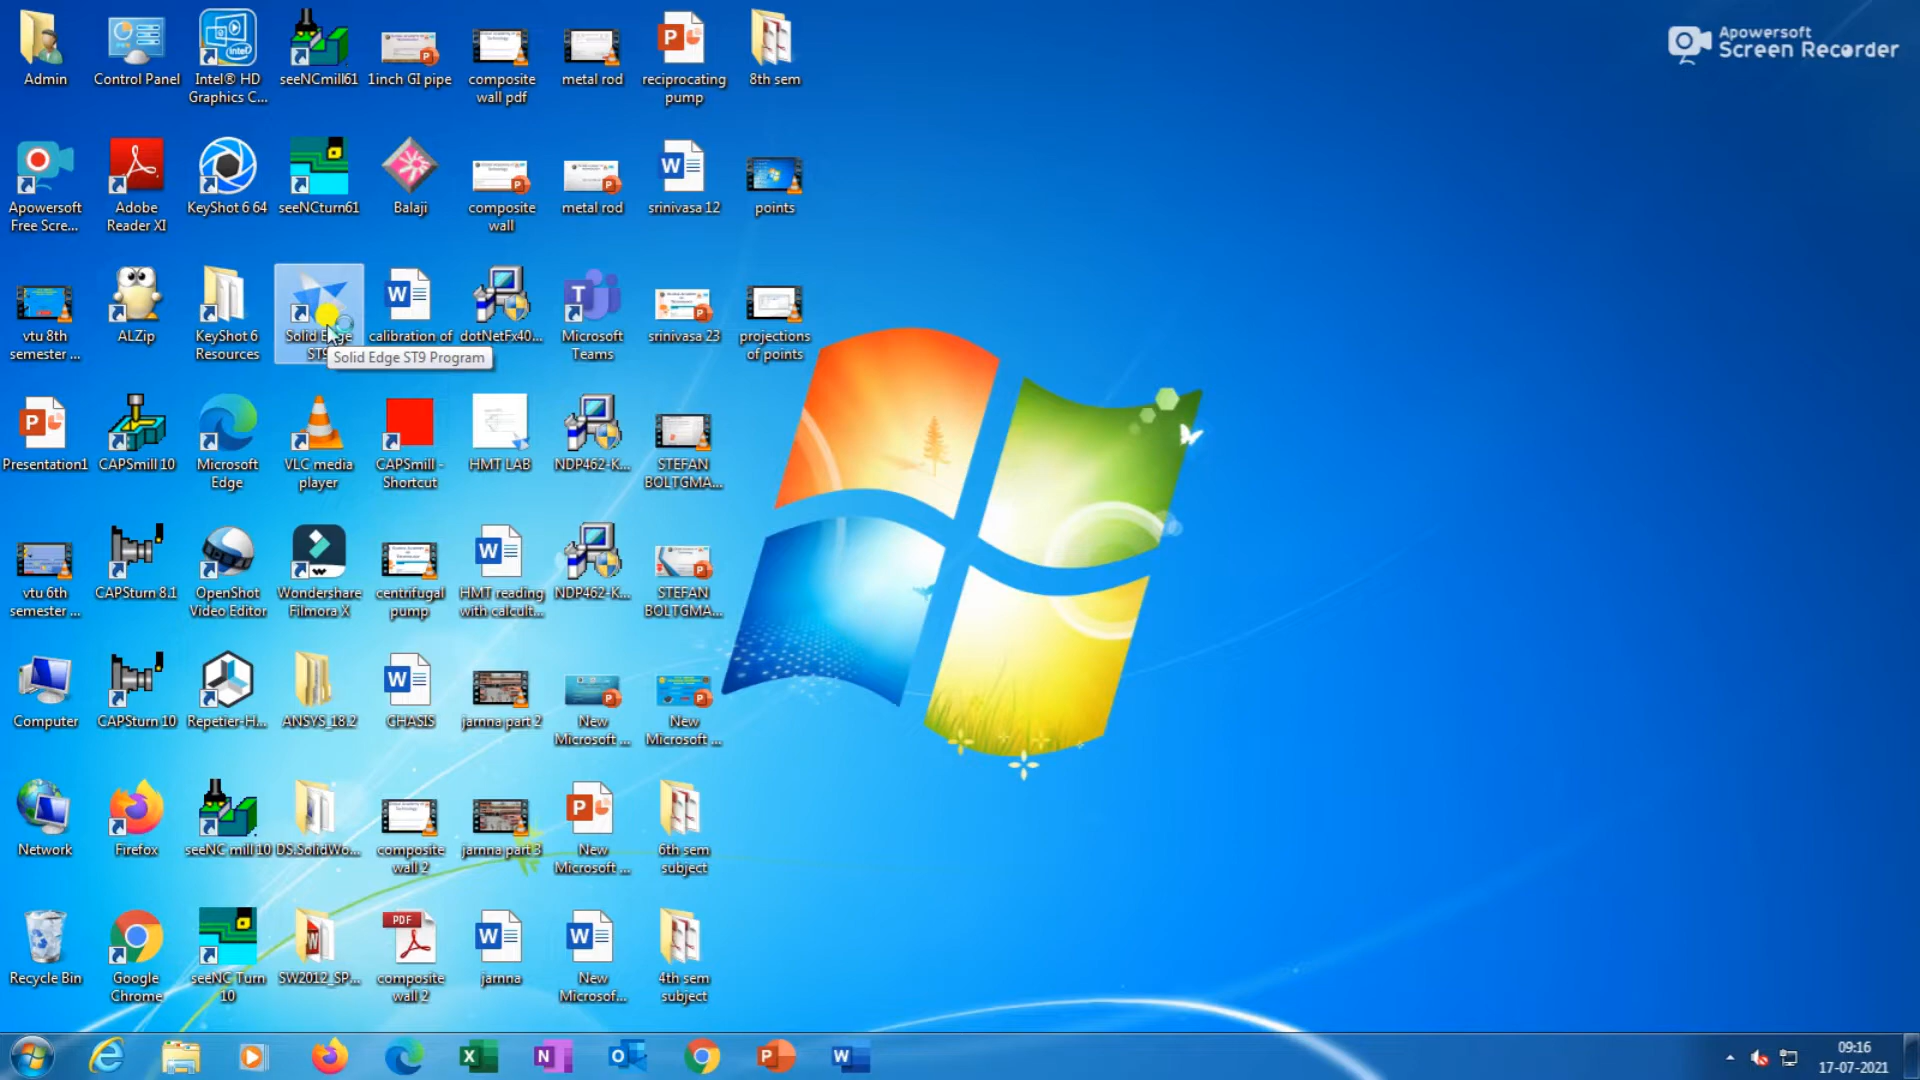 Apowersoft
Screen Recorder
Admin
Control Panel
Intel® HD
Graphics C...
seeNCmill61
1inch GI pipe
composite
wall pdf
metal rod
reciprocating
pump
8th sem
Apowersoft
Free Scre...
Adobe
Reader XI
KeyShot 6 64
seeNCturn61
Balaji
composite
wall
metal rod
srinivasa 12
points
vtu 8th
semester ...
ALZip
KeyShot 6
Resources
Solid Edge
ST9
calibration of
dotNetFx40...
Microsoft
Teams
srinivasa 23
projections
of points
Solid Edge ST9 Program
Presentation1
CAPSmill 10
Microsoft
Edge
VLC media
player
CAPSmill -
Shortcut
HMT LAB
NDP462-K...
STEFAN
BOLTGMA...
vtu 6th
semester ...
CAPSturn 8.1
OpenShot
Video Editor
Wondershare
Filmora X
centrifugal
pump
HMT reading
with calcult...
NDP462-K...
STEFAN
BOLTGMA...
Computer
CAPSturn 10
Repetier-H...
ANSYS_18.2
CHASIS
jarnna part 2
New
Microsoft ...
New
Microsoft ...
Network
Firefox
seeNC mill 10
DS.SolidWo...
composite
wall 2
jarnna part 3
New
Microsoft ...
6th sem
subject
Recycle Bin
Google
Chrome
seeNC Turn
10
SW2012_SP...
PDF
composite
wall 2
jarnna
New
Microsof...
4th sem
subject
09:16
17-07-2021